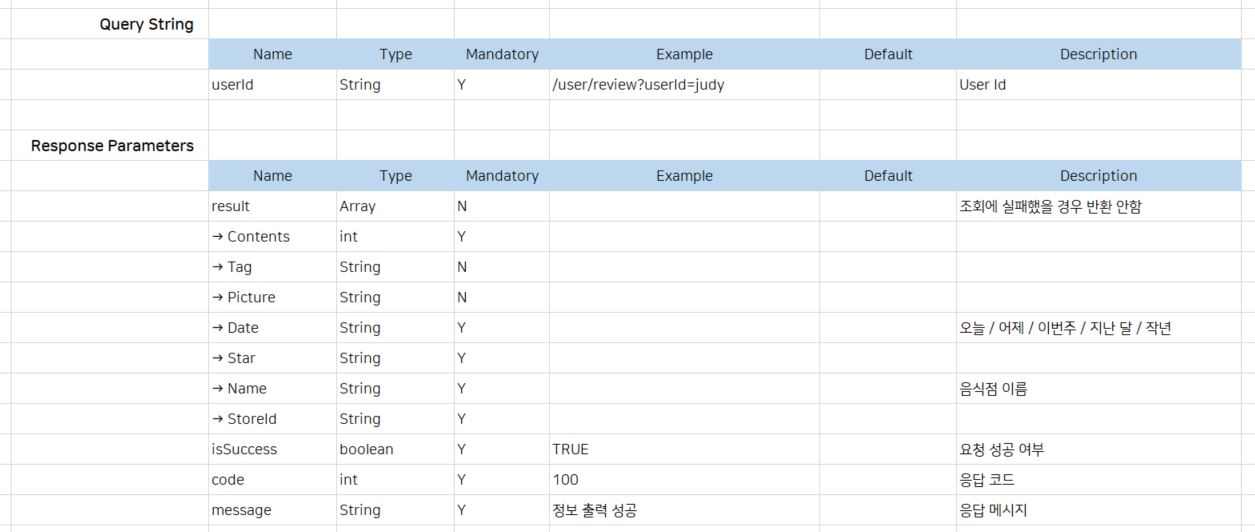 Query String
Name Type Mandatory Example Default Description
userId String Y /user/review?userId=judy User Id
Response Parameters
Name Type Mandatory Example Default Description
result Array N 조회에 실패했을 경우 반환 안함
→ Contents int Y
→ Tag String N
→ Picture String N
→ Date String Y 오늘 / 어제 / 이번주 / 지난 달 / 작년
→ Star String Y
→ Name String Y 음식점 이름
→ StoreId String Y
isSuccess boolean Y TRUE 요청 성공 여부
code int Y 100 응답 코드
message String Y 정보 출력 성공 응답 메시지